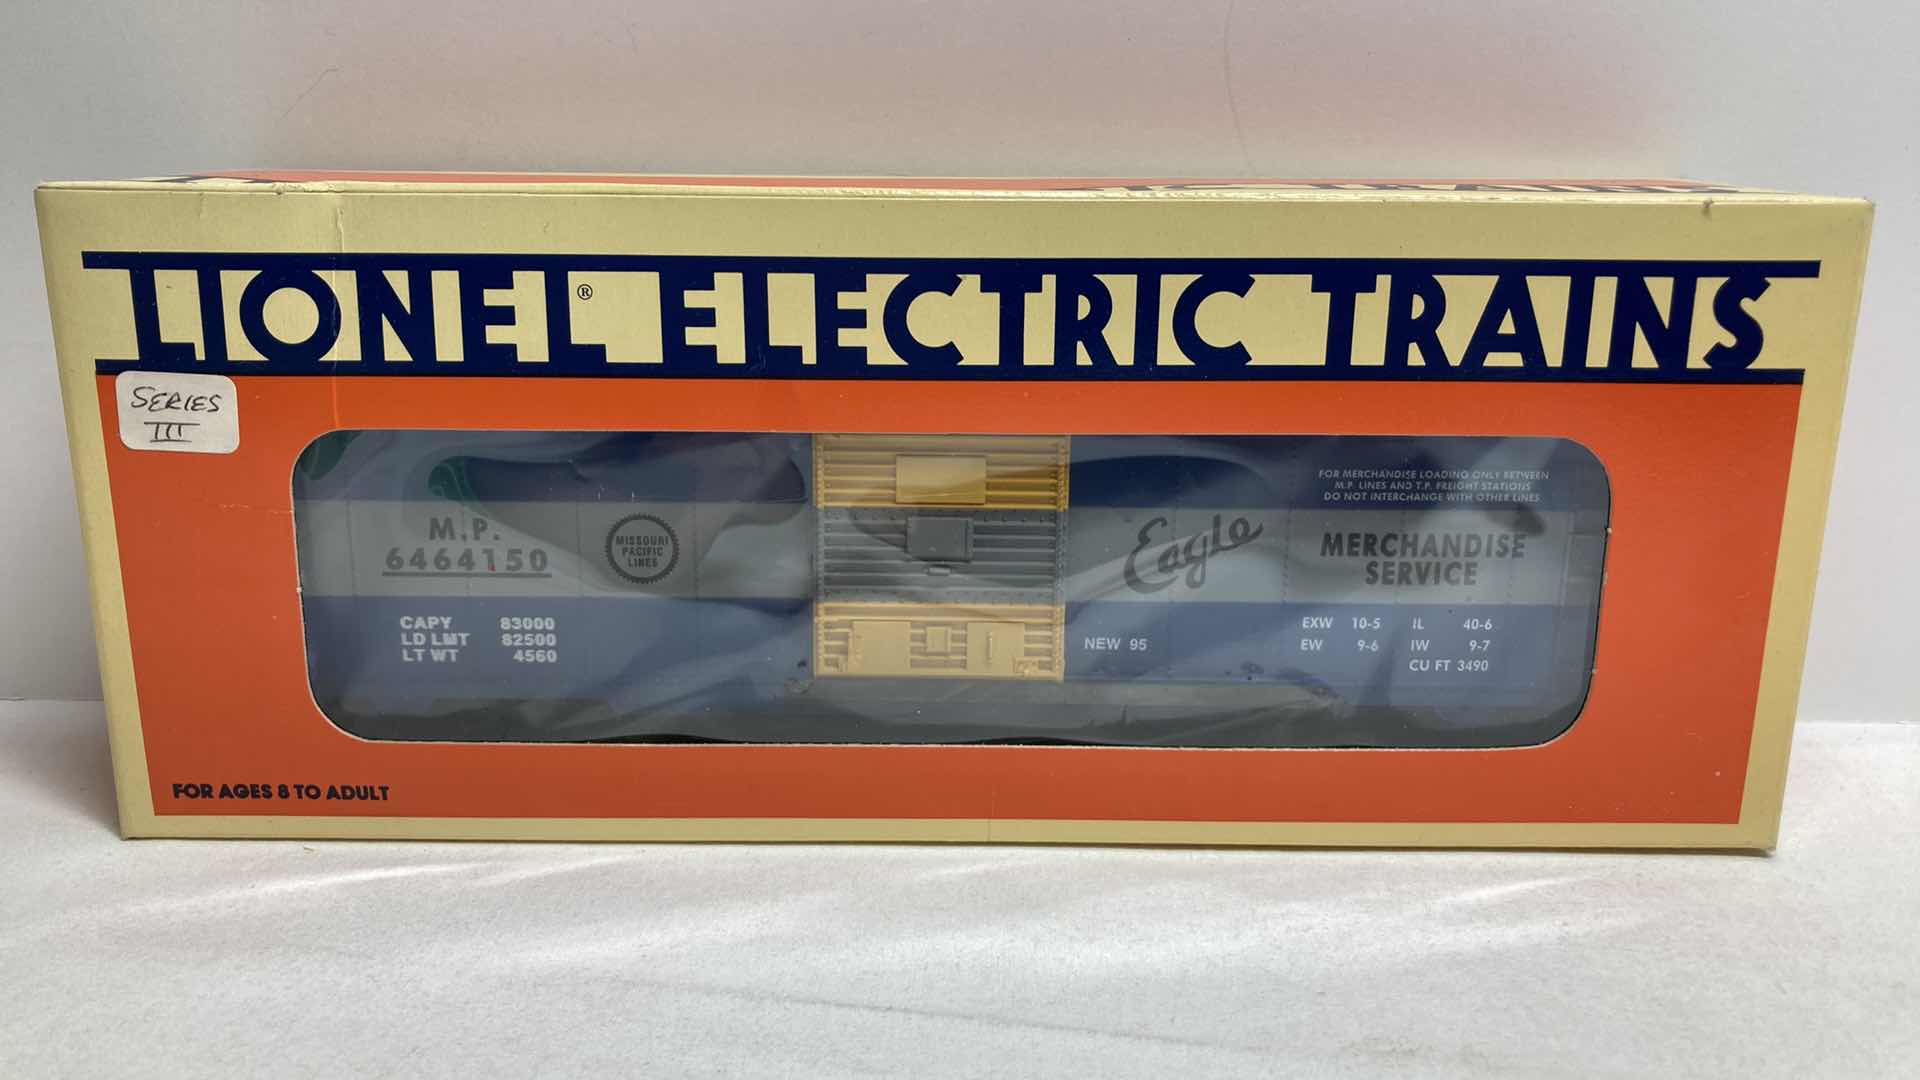 LIONEL® ELECTRIC TRAINS
SERIES
III
M.P.
6464150
MISSOURI
PACIFIC
LINES
CAPY 83000
LD LMT 82500
LT WT 4560
Eagle
NEW 95
FOR MERCHANDISE LOADING ONLY BETWEEN
M.P. LINES AND T.P. FREIGHT STATIONS
DO NOT INTERCHANGE WITH OTHER LINES
MERCHANDISE
SERVICE
EXW 10-5 IL 40-6
EW 9-6 IW 9-7
CU FT 3490
FOR AGES 8 TO ADULT